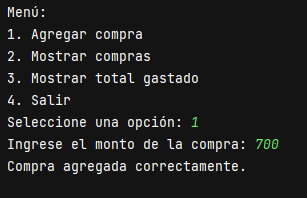 Menú:
1. Agregar compra
2. Mostrar compras
3. Mostrar total gastado
4. Salir
Seleccione una opción: 1
Ingrese el monto de la compra: 700
Compra agregada correctamente.